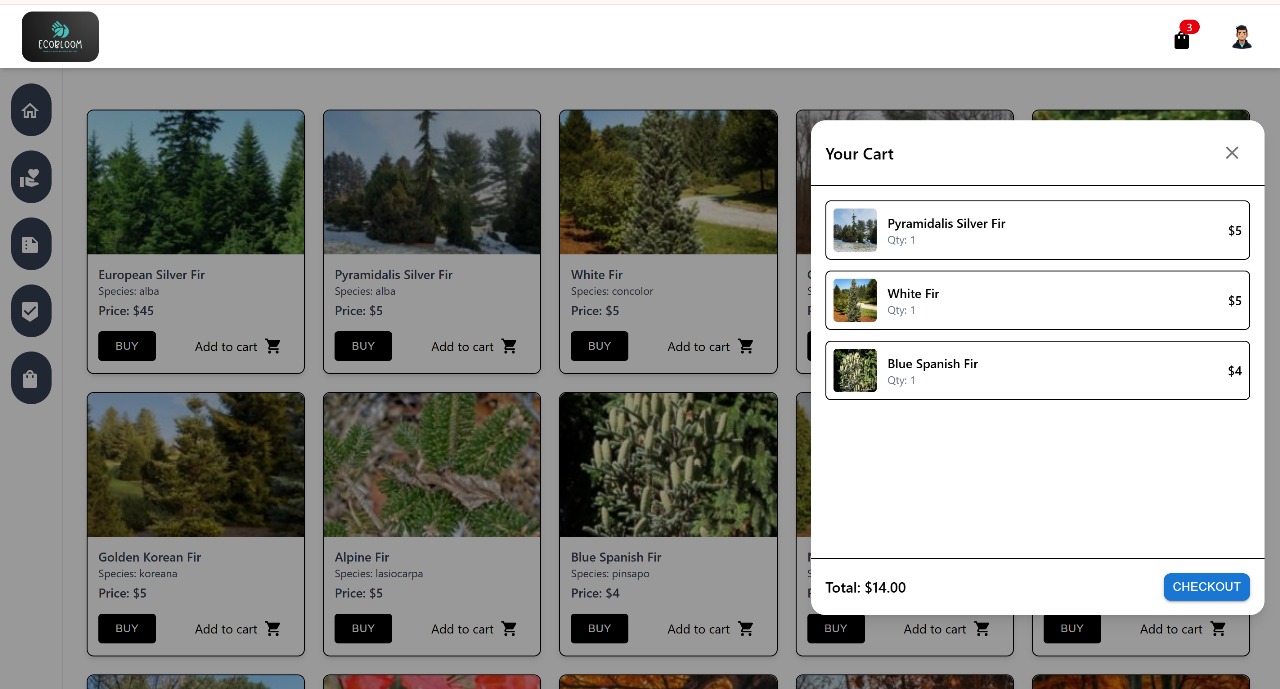 ECOBLOOM
3
European Silver Fir
Species: alba
Price: $45
BUY
Add to cart
Pyramidalis Silver Fir
Species: alba
Price: $5
BUY
Add to cart
White Fir
Species: concolor
Price: $5
BUY
Add to cart
Your Cart
Pyramidalis Silver Fir
Qty: 1
$5
White Fir
Qty: 1
$5
Blue Spanish Fir
Qty: 1
$4
Total: $14.00
CHECKOUT
Golden Korean Fir
Species: koreana
Price: $5
BUY
Add to cart
Alpine Fir
Species: lasiocarpa
Price: $5
BUY
Add to cart
Blue Spanish Fir
Species: pinsapo
Price: $4
BUY
Add to cart
BUY
Add to cart
BUY
Add to cart